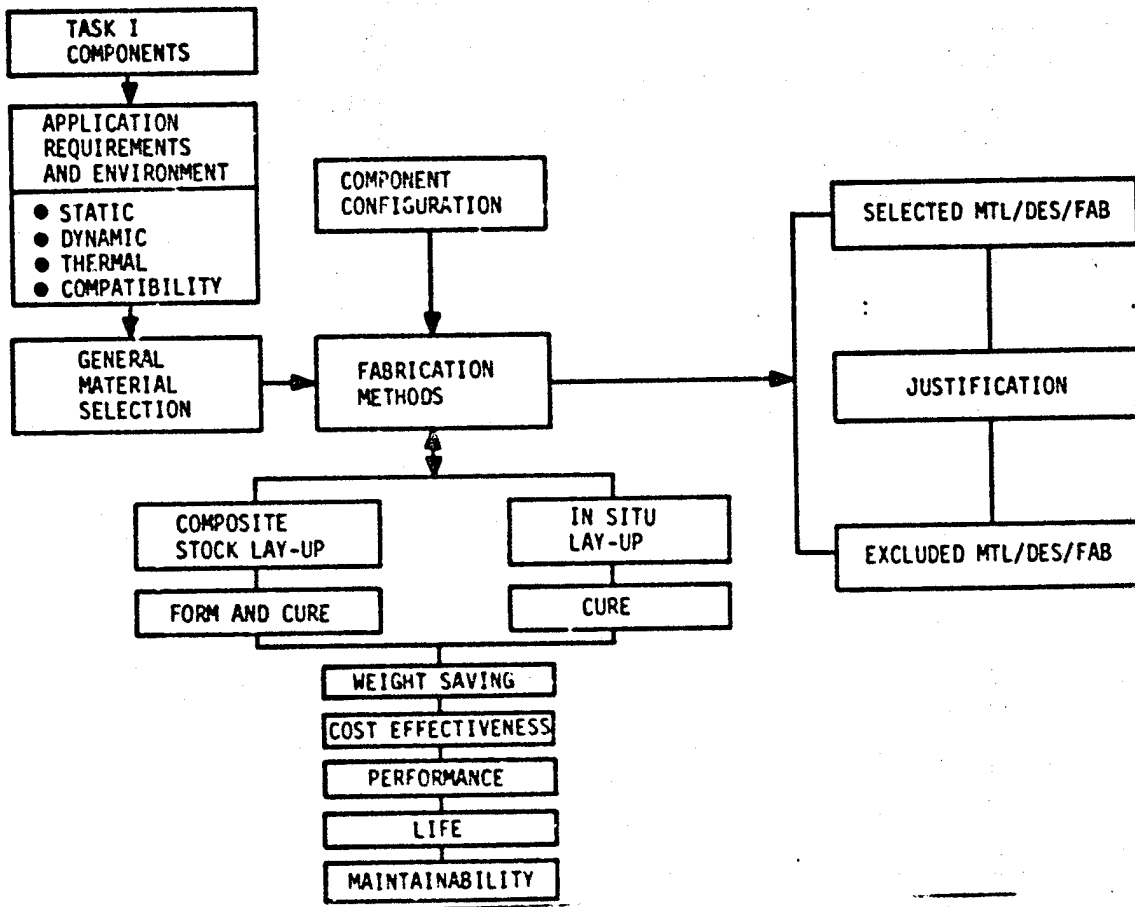 TASK I
COMPONENTS
APPLICATION
REQUIREMENTS
AND ENVIRONMENT
● STATIC
● DYNAMIC
● THERMAL
● COMPATIBILITY
GENERAL
MATERIAL
SELECTION
COMPONENT
CONFIGURATION
FABRICATION
METHODS
COMPOSITE
STOCK LAY-UP
FORM AND CURE
IN SITU
LAY-UP
CURE
WEIGHT SAVING
COST EFFECTIVENESS
PERFORMANCE
LIFE
MAINTAINABILITY
SELECTED MTL/DES/FAB
JUSTIFICATION
EXCLUDED MTL/DES/FAB